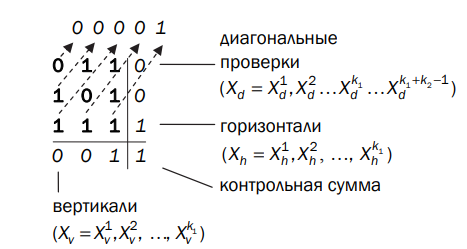 0 0 0 0 1
диагональные
0 1 1 0 проверки
(X_d = X_d^1, X_d^2 ... X_d^{k_1} ... X_d^{k_1+k_2−1})
1 0 1 0
1 1 1 1 горизонтали
0 0 1 1 (X_h = X_h^1, X_h^2, ..., X_h^{k_1})
контрольная сумма
вертикали
(X_v = X_v^1, X_v^2, ..., X_v^{k_1})